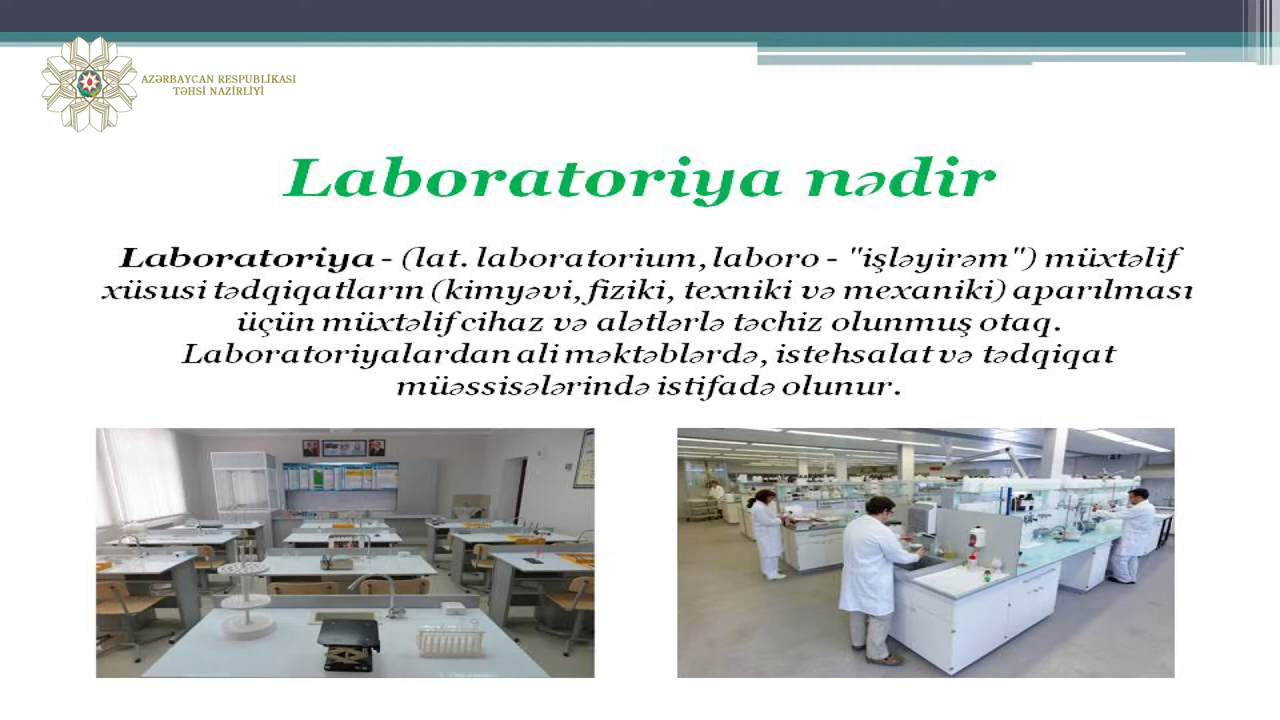 AZƏRBAYCAN RESPUBLİKASI
TƏHSİ NAZİRLİYİ
Laboratoriya nədir
Laboratoriya - (lat. laboratorium, laboro - "işləyirəm") müxtəlif
xüsusi tədqiqatların (kimyəvi, fiziki, texniki və mexaniki) aparılması
üçün müxtəlif cihaz və alətlərlə təchiz olunmuş otaq.
Laboratoriyalardan ali məktəblərdə, istehsalat və tədqiqat
müəssisələrində istifadə olunur.